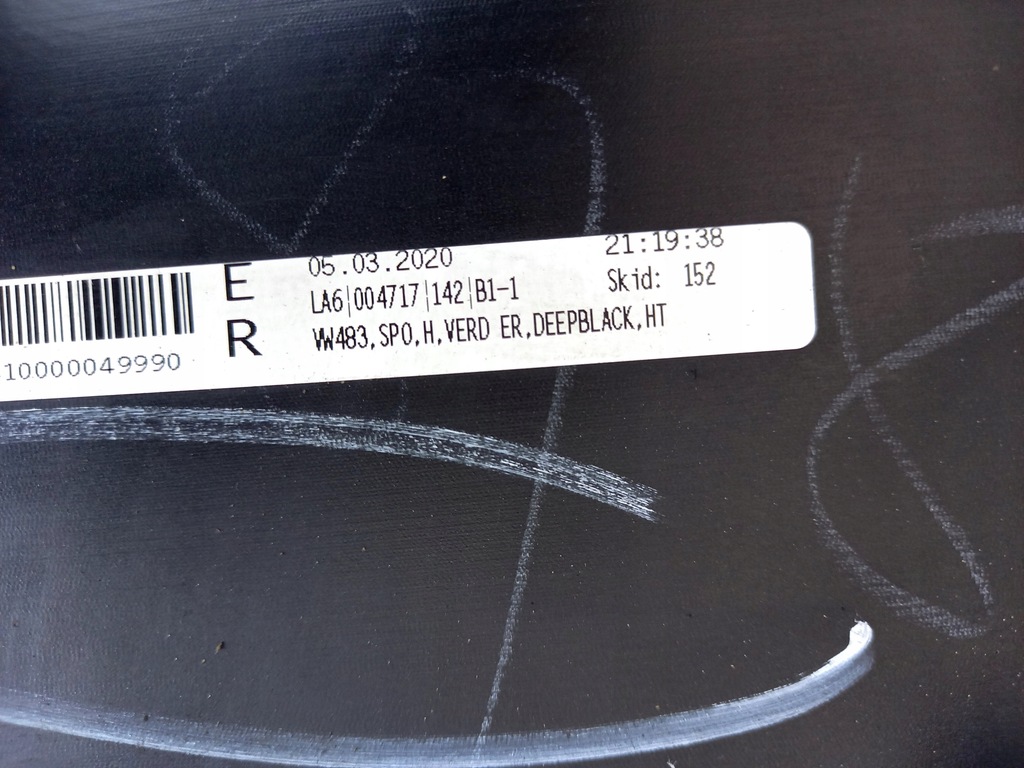 E 05.03.2020 21:19:38
LA6|004717|142|B1-1 Skid: 152
R VW483,SPO,H,VERD ER,DEEPBLACK,HT
10000049990